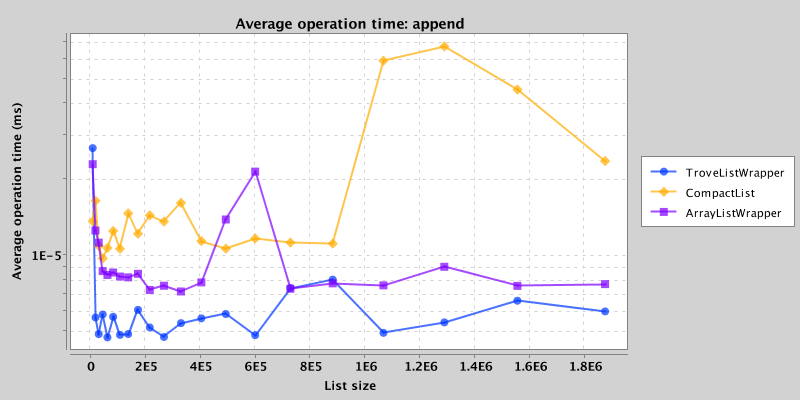 Average operation time: append
Average operation time (ms)
1E-5
0 2E5 4E5 6E5 8E5 1E6 1.2E6 1.4E6 1.6E6 1.8E6
List size
TroveListWrapper
CompactList
ArrayListWrapper